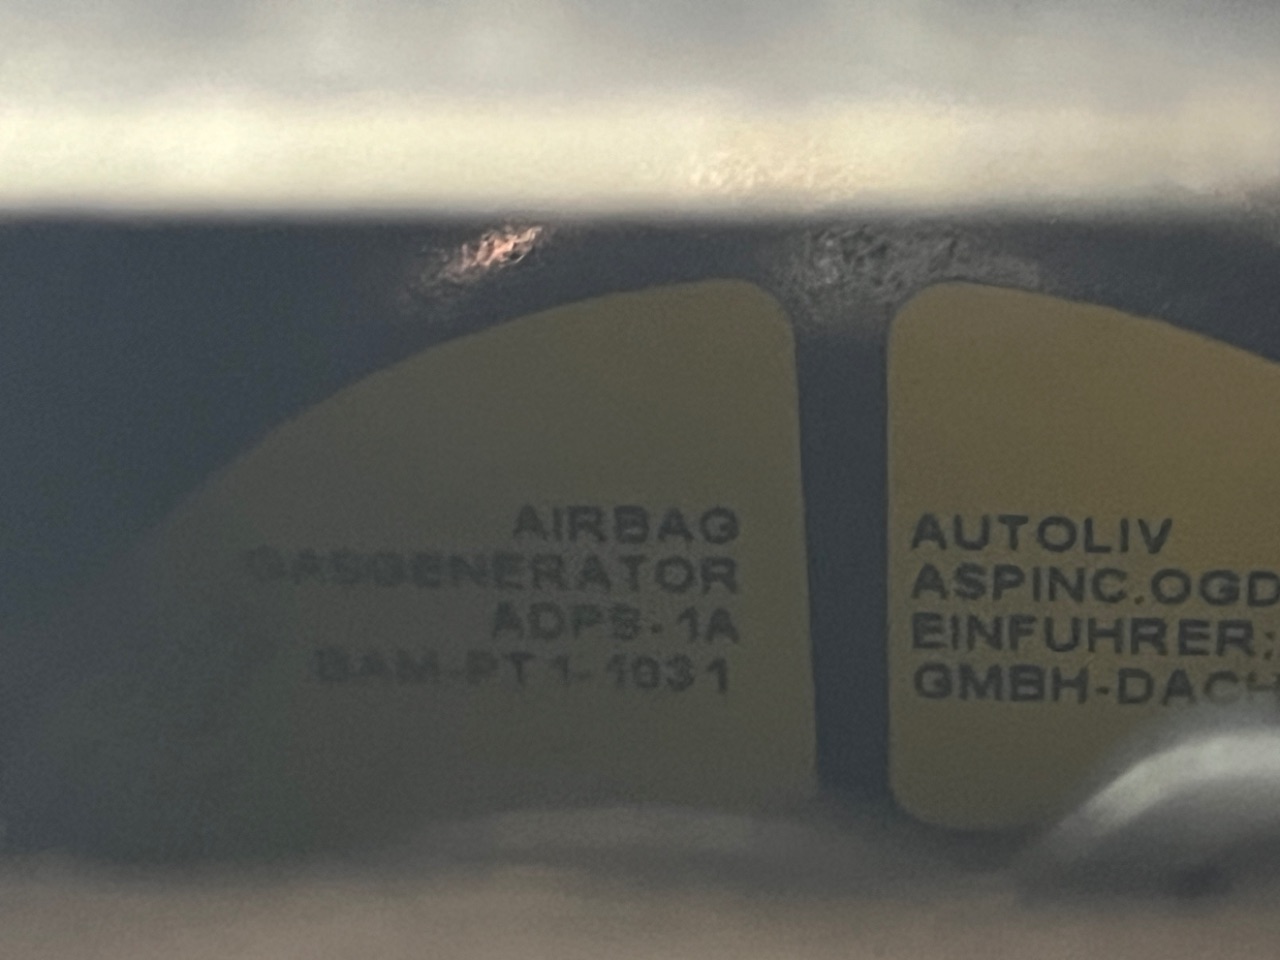 AIRBAG
GASGENERATOR
ADPS-1A
BAM-PT1-1031
AUTOLIV
ASPINC.OGD
EINFUHRER:
GMBH-DACH